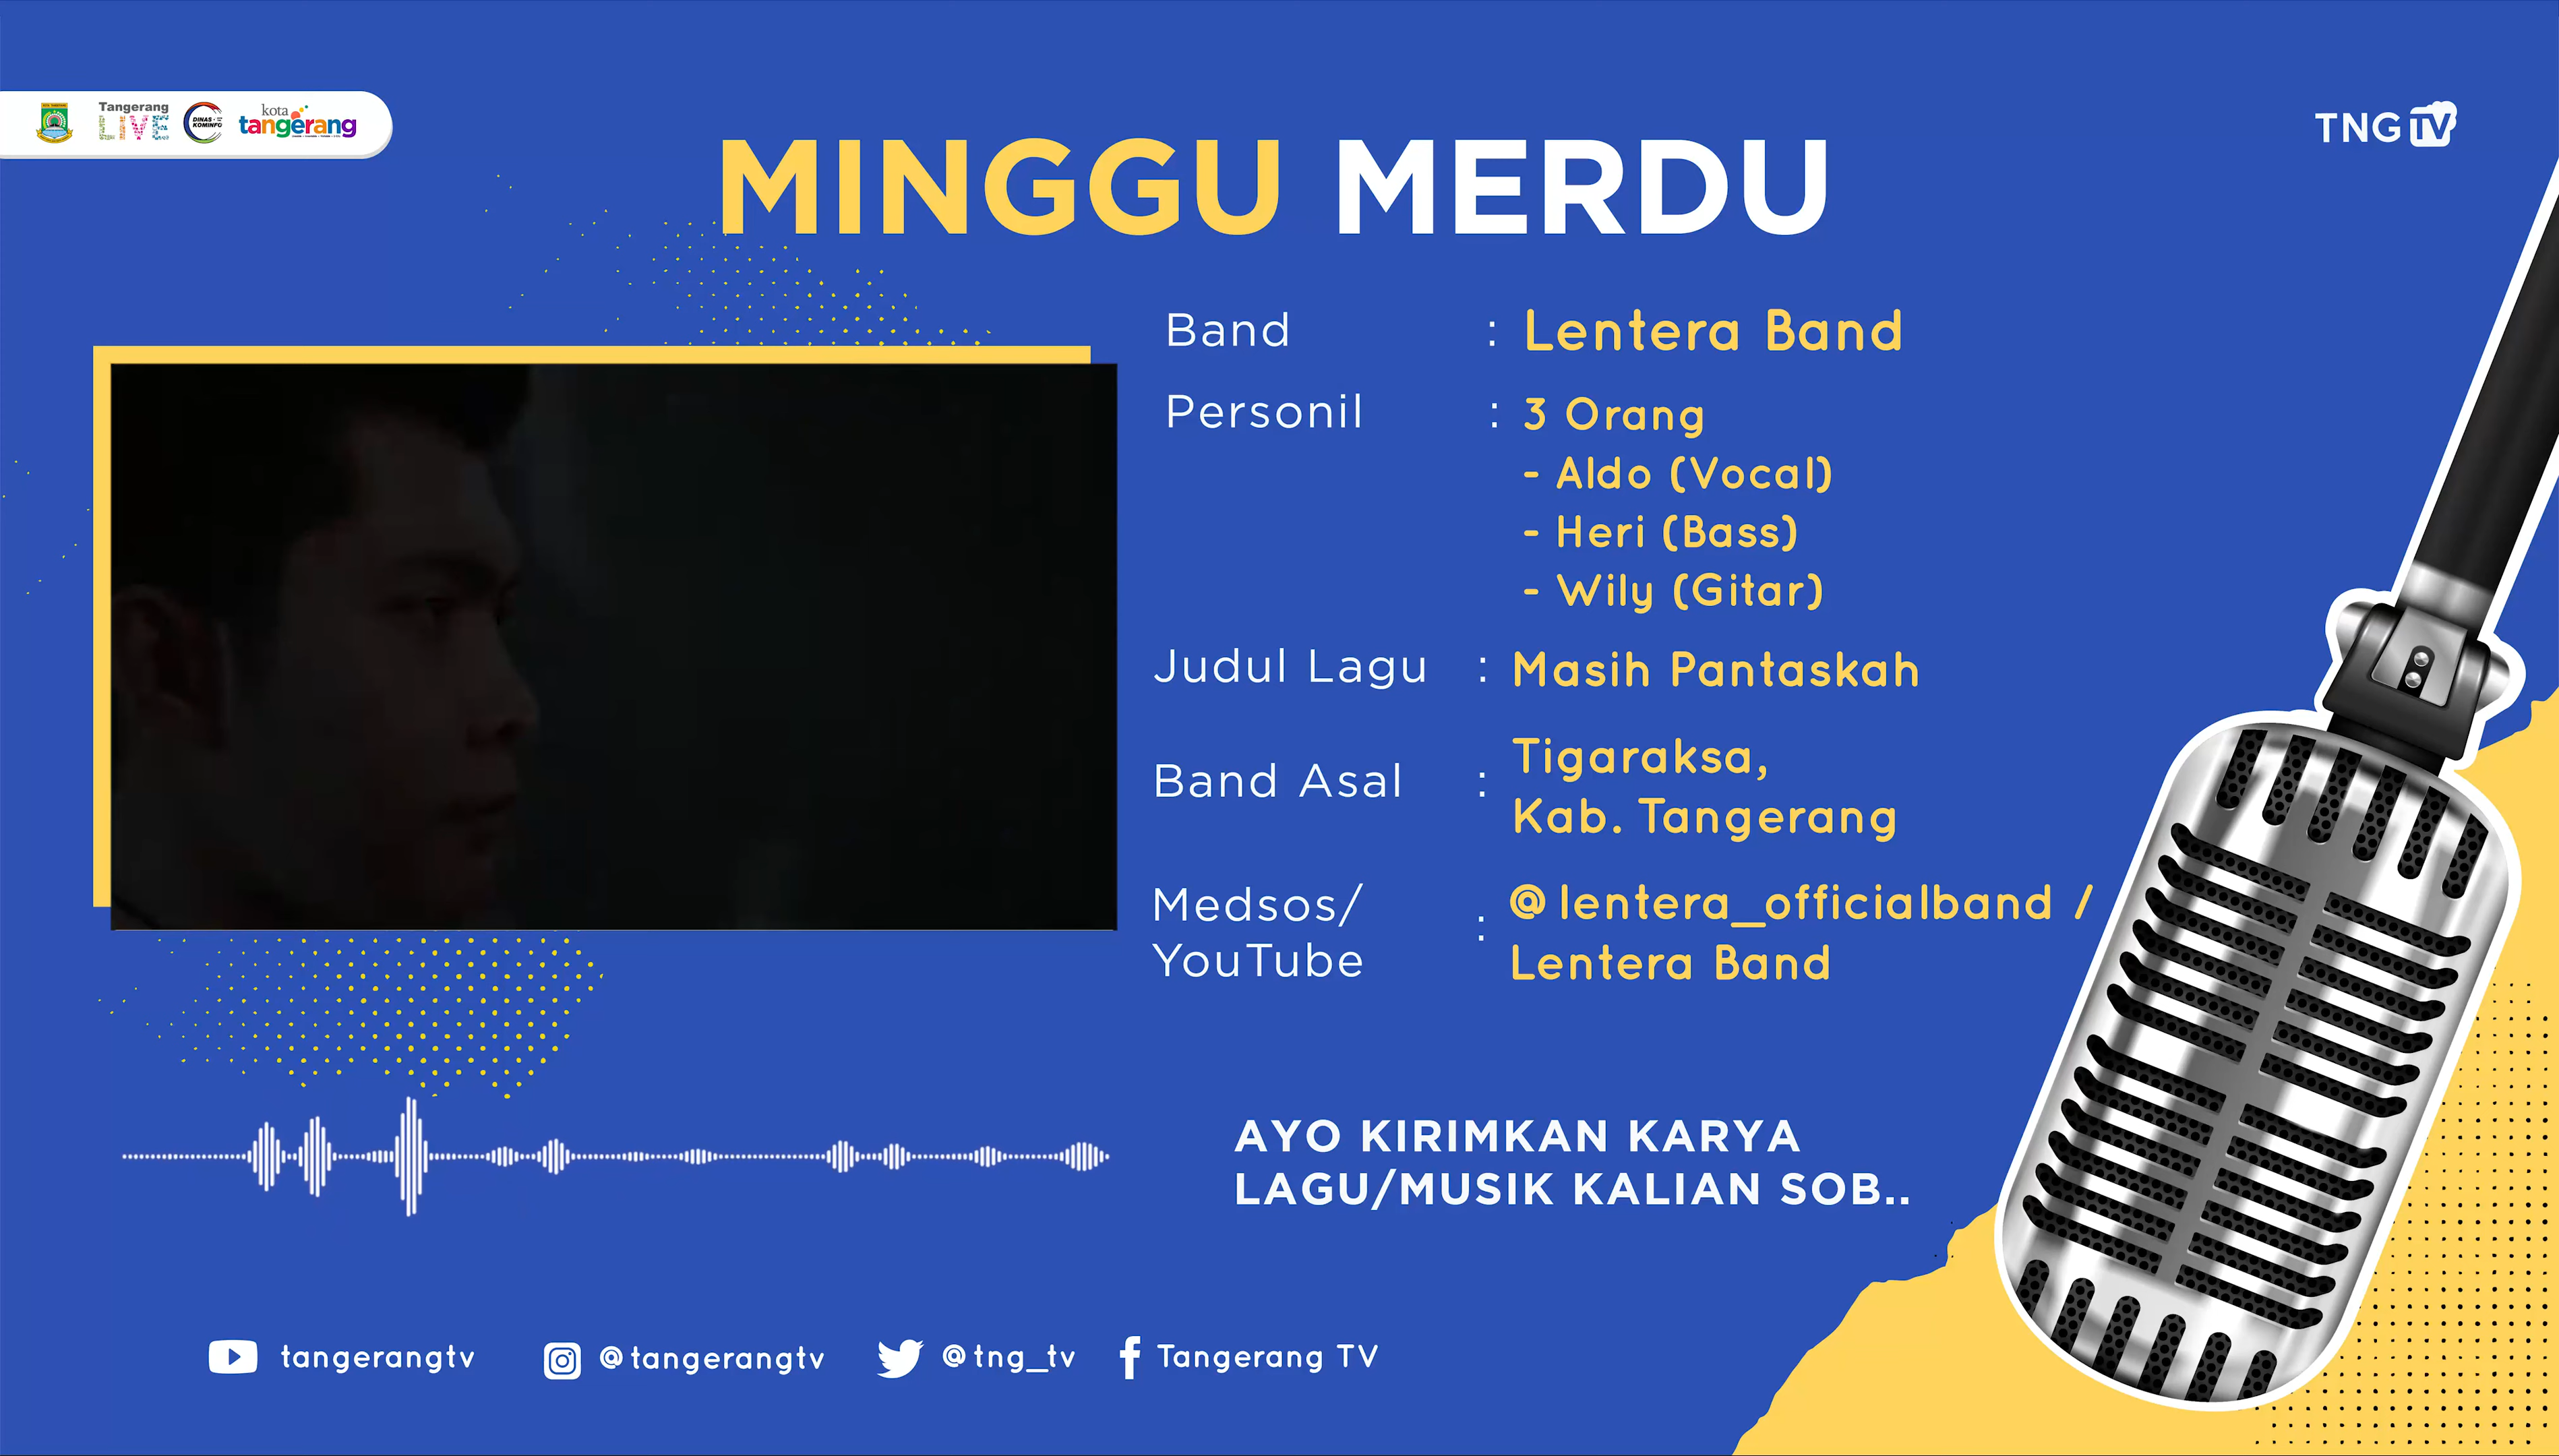 Tangerang
LIVE
DINAS
KOMINFO
kota
tangerang
TNG TV
MINGGU MERDU
Band : Lentera Band
Personil : 3 Orang
- Aldo (Vocal)
- Heri (Bass)
- Wily (Gitar)
Judul Lagu : Masih Pantaskah
Band Asal : Tigaraksa,
Kab. Tangerang
Medsos/ : @lentera_officialband /
YouTube Lentera Band
AYO KIRIMKAN KARYA
LAGU/MUSIK KALIAN SOB..
tangerangtv @tangerangtv @tng_tv Tangerang TV